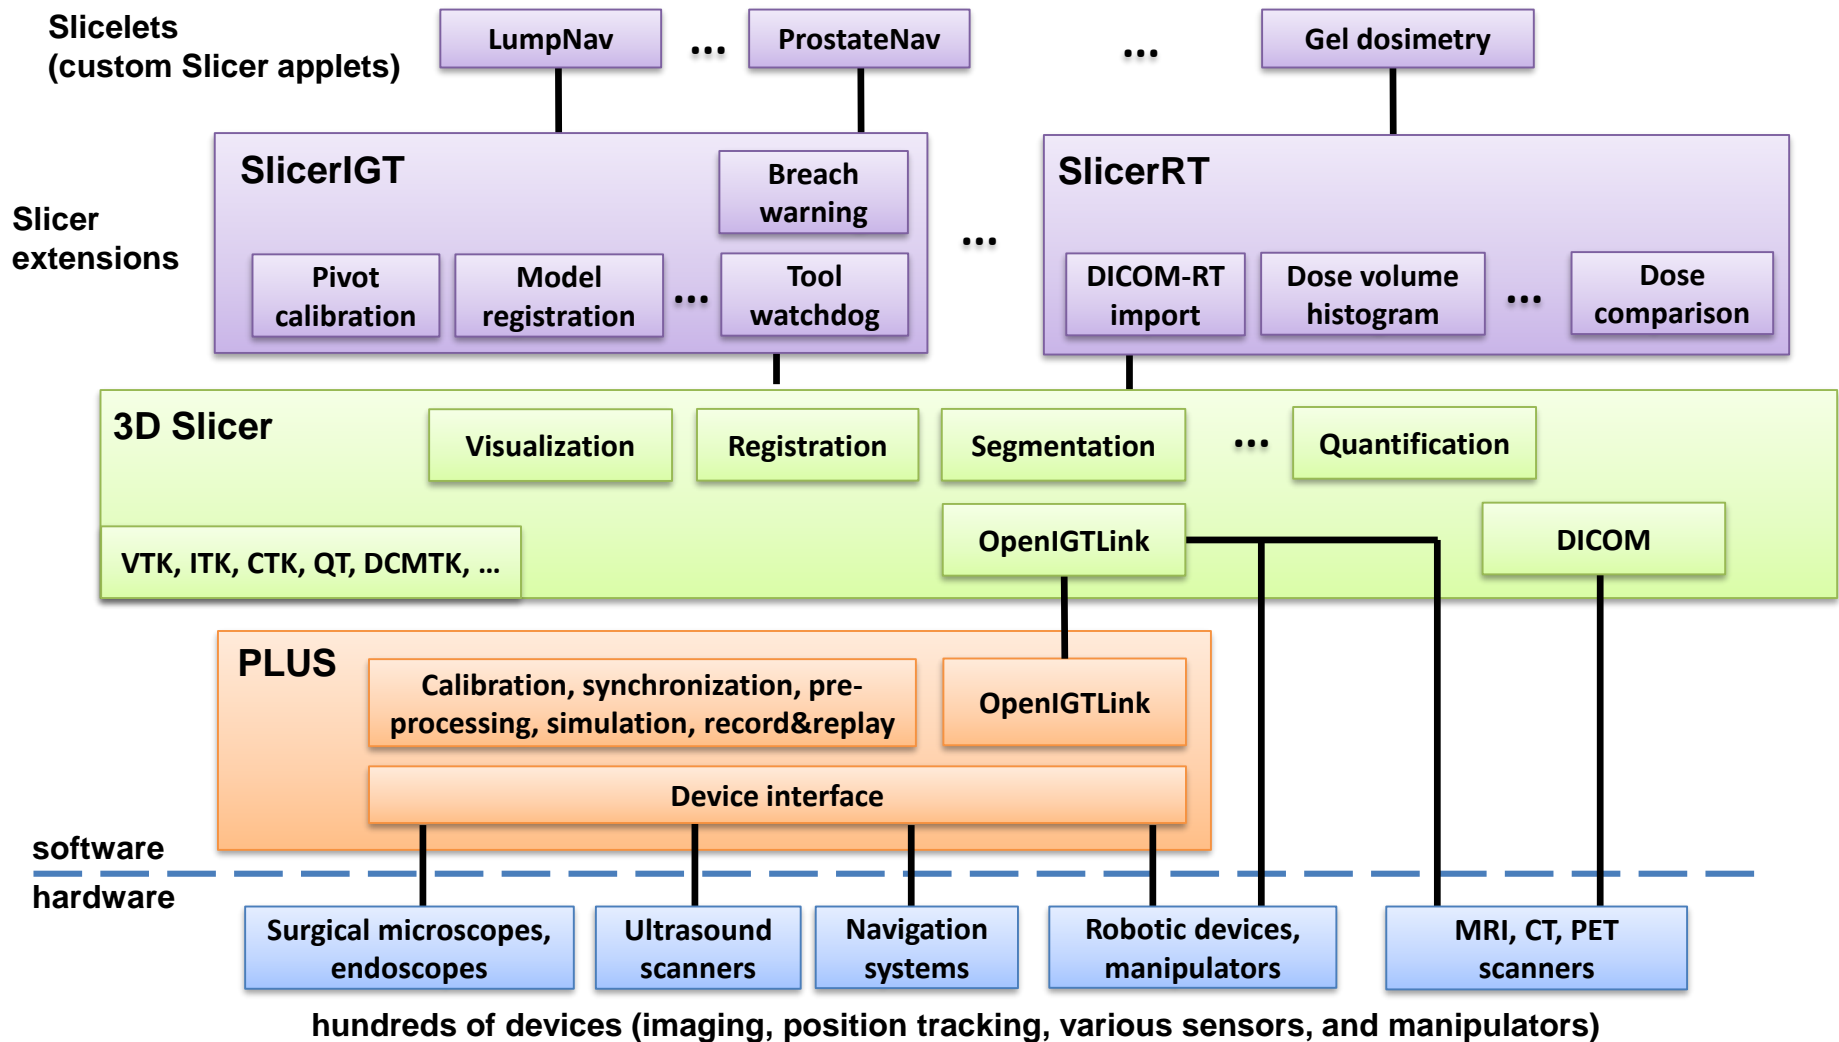 Slicelets
(custom Slicer applets)
LumpNav
...
ProstateNav
...
Gel dosimetry
Slicer
extensions
SlicerIGT
Breach
warning
Pivot
calibration
Model
registration
...
Tool
watchdog
...
SlicerRT
DICOM-RT
import
Dose volume
histogram
...
Dose
comparison
3D Slicer
Visualization
Registration
Segmentation
...
Quantification
VTK, ITK, CTK, QT, DCMTK, ...
OpenIGTLink
DICOM
PLUS
Calibration, synchronization, pre-
processing, simulation, record&replay
OpenIGTLink
Device interface
software
hardware
Surgical microscopes,
endoscopes
Ultrasound
scanners
Navigation
systems
Robotic devices,
manipulators
MRI, CT, PET
scanners
hundreds of devices (imaging, position tracking, various sensors, and manipulators)